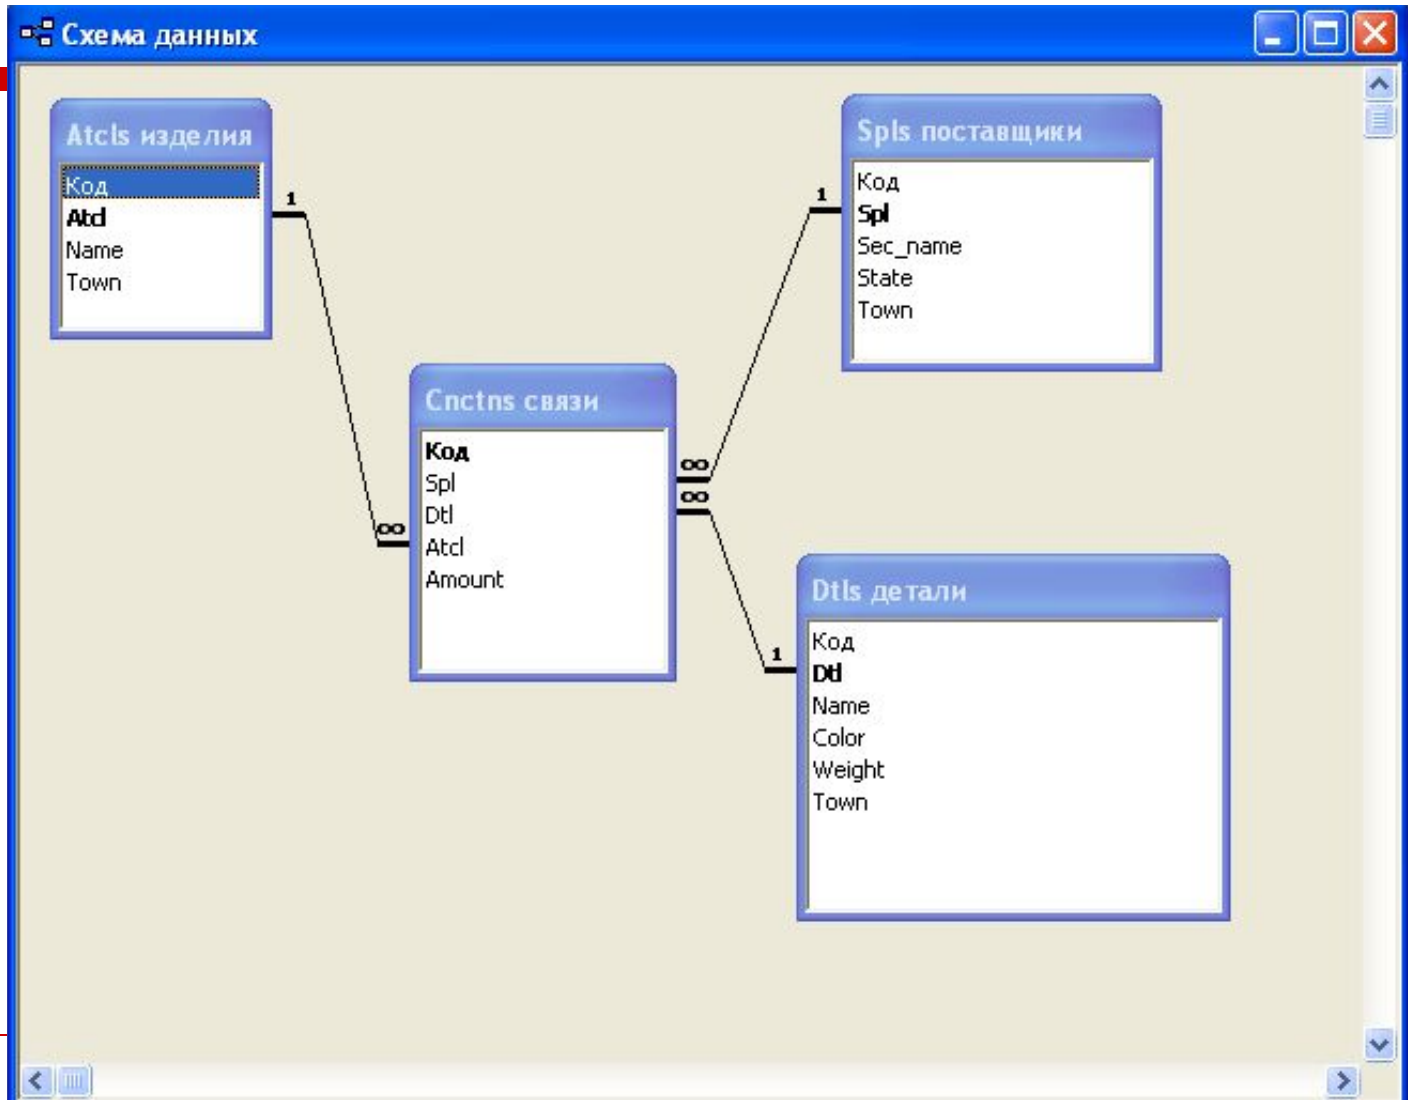 Схема данных
Atcls изделия
Код
Atcl
Name
Town
1
Spls поставщики
Код
Spl
Sec_name
State
Town
1
Cnctns связи
Код
Spl
Dtl
Atcl
Amount
∞
∞
∞
Dtls детали
Код
Dtl
Name
Color
Weight
Town
1